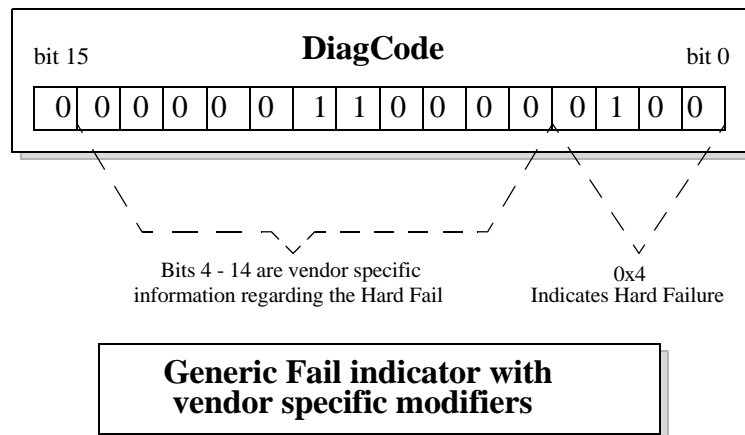 DiagCode
bit 15 bit 0
0 0 0 0 0 0 1 1 0 0 0 0 0 1 0 0
Bits 4 - 14 are vendor specific
information regarding the Hard Fail
0x4
Indicates Hard Failure
Generic Fail indicator with
vendor specific modifiers